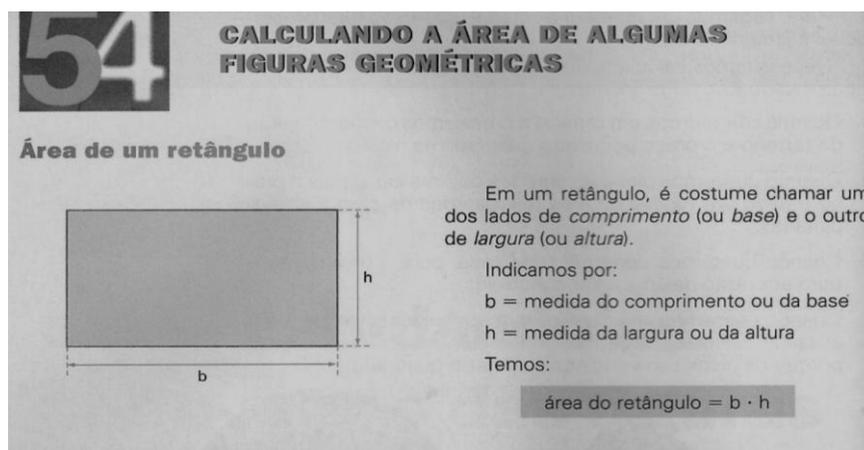 54
CALCULANDO A ÁREA DE ALGUMAS
FIGURAS GEOMÉTRICAS
Área de um retângulo
h
b
Em um retângulo, é costume chamar um
dos lados de comprimento (ou base) e o outro
de largura (ou altura).
Indicamos por:
b = medida do comprimento ou da base
h = medida da largura ou da altura
Temos:
área do retângulo = b · h